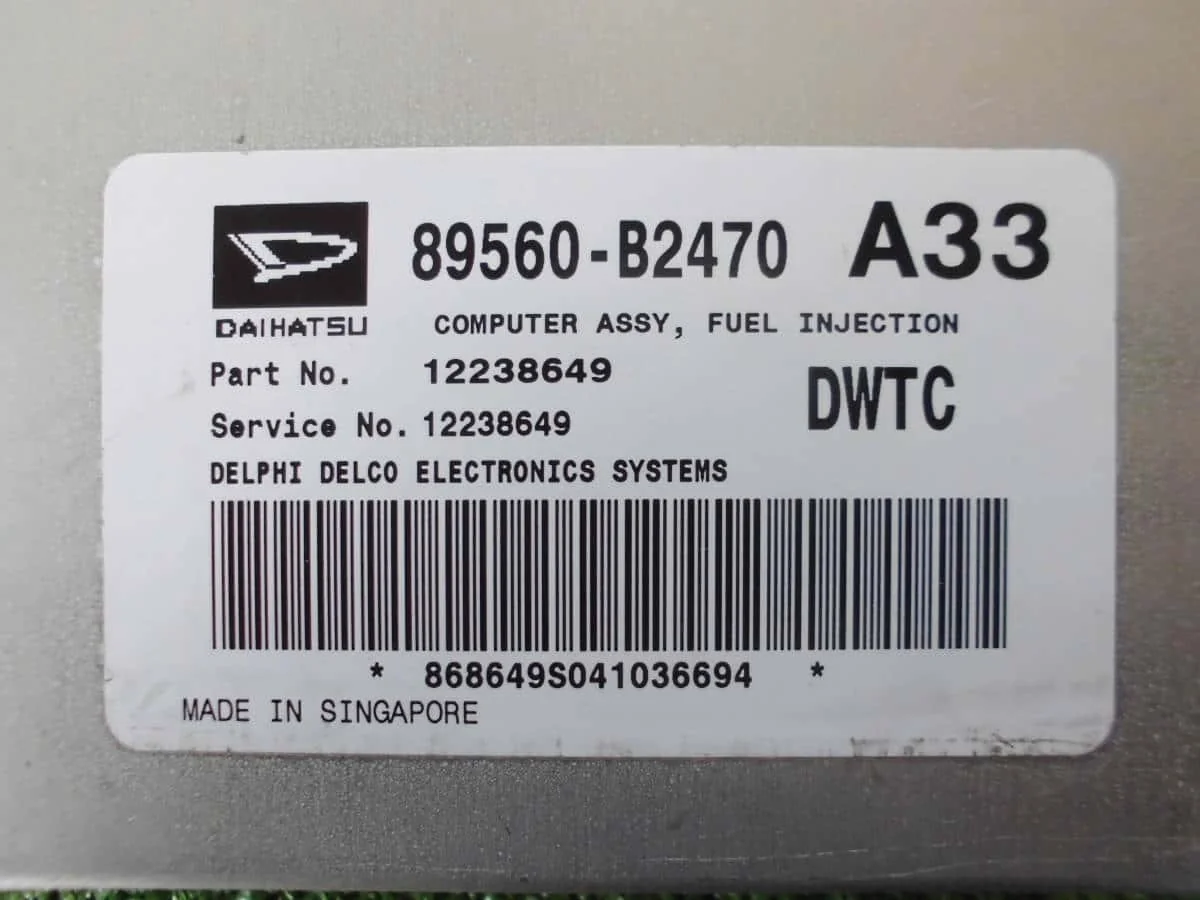 89560-B2470 A33
DAIHATSU COMPUTER ASSY, FUEL INJECTION
Part No. 12238649 DWTC
Service No. 12238649
DELPHI DELCO ELECTRONICS SYSTEMS
* 868649S041036694 *
MADE IN SINGAPORE